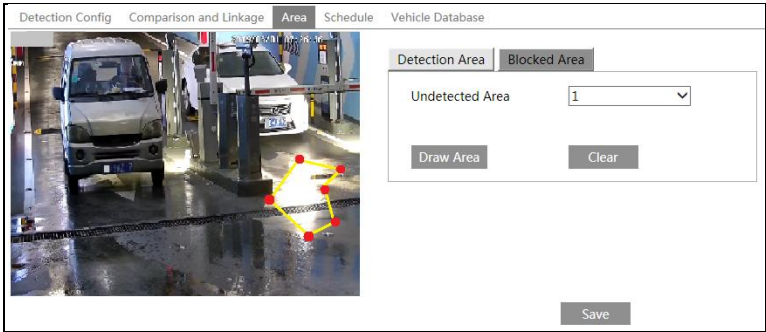 Detection Config Comparison and Linkage Area Schedule Vehicle Database
Detection Area Blocked Area
Undetected Area 1
Draw Area Clear
Save